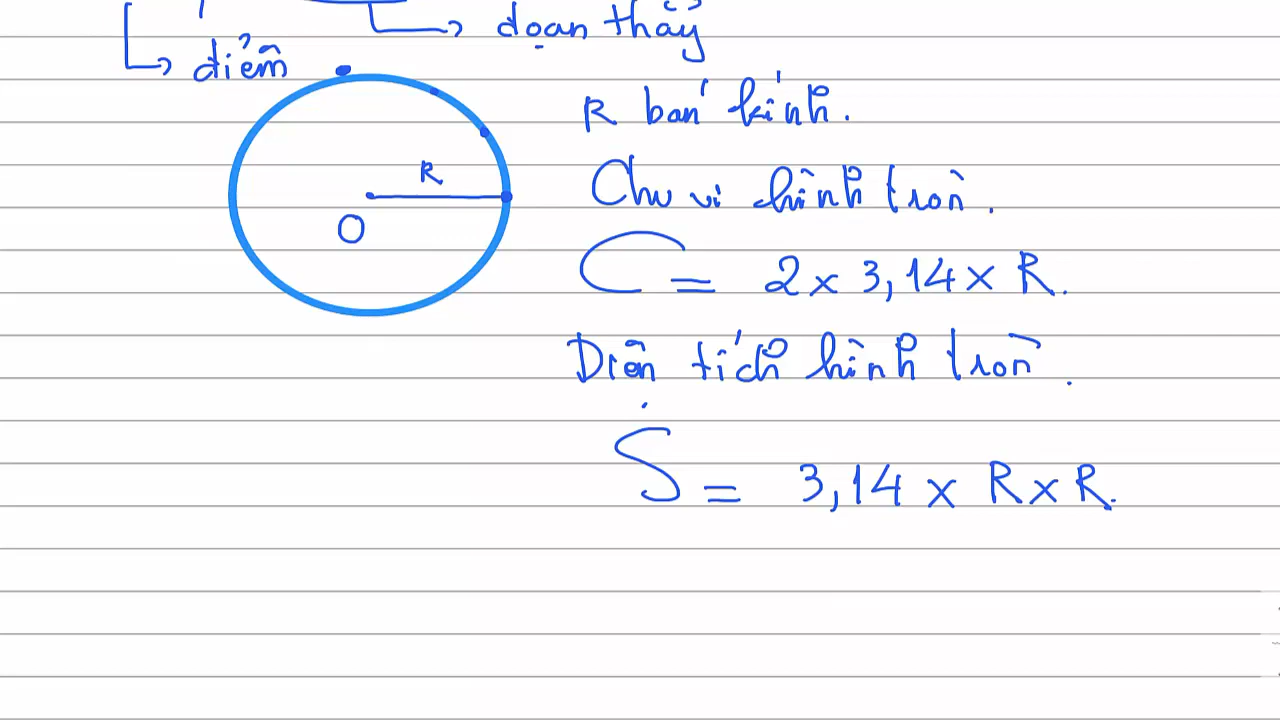 đoạn thẳng
điểm
R bán kính.
R
Chu vi hình tròn.
O
C = 2 x 3,14 x R.
Diện tích hình tròn.
S = 3,14 x R x R.